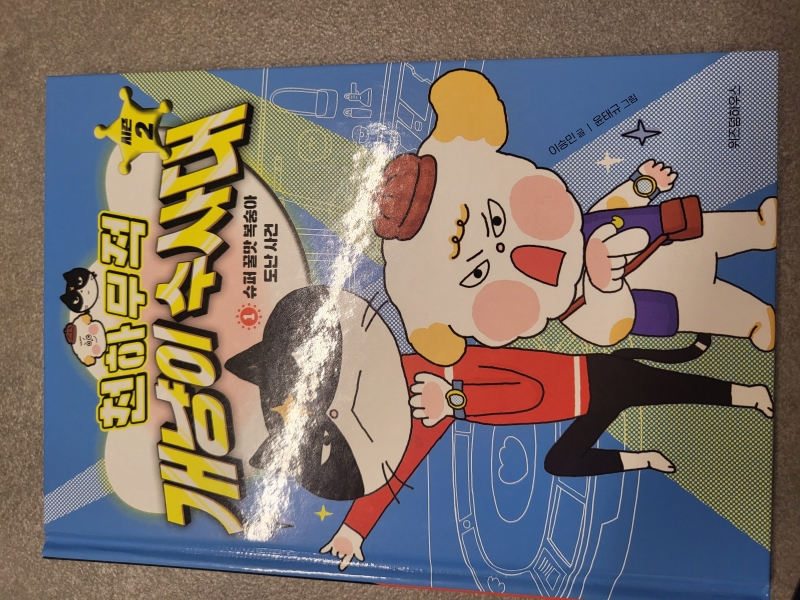 시즌
2
천하무적
개냥이 수사대
1 슈퍼 꿀맛 복숭아
도난 사건
이승민 글 | 윤태규 그림
위즈덤하우스